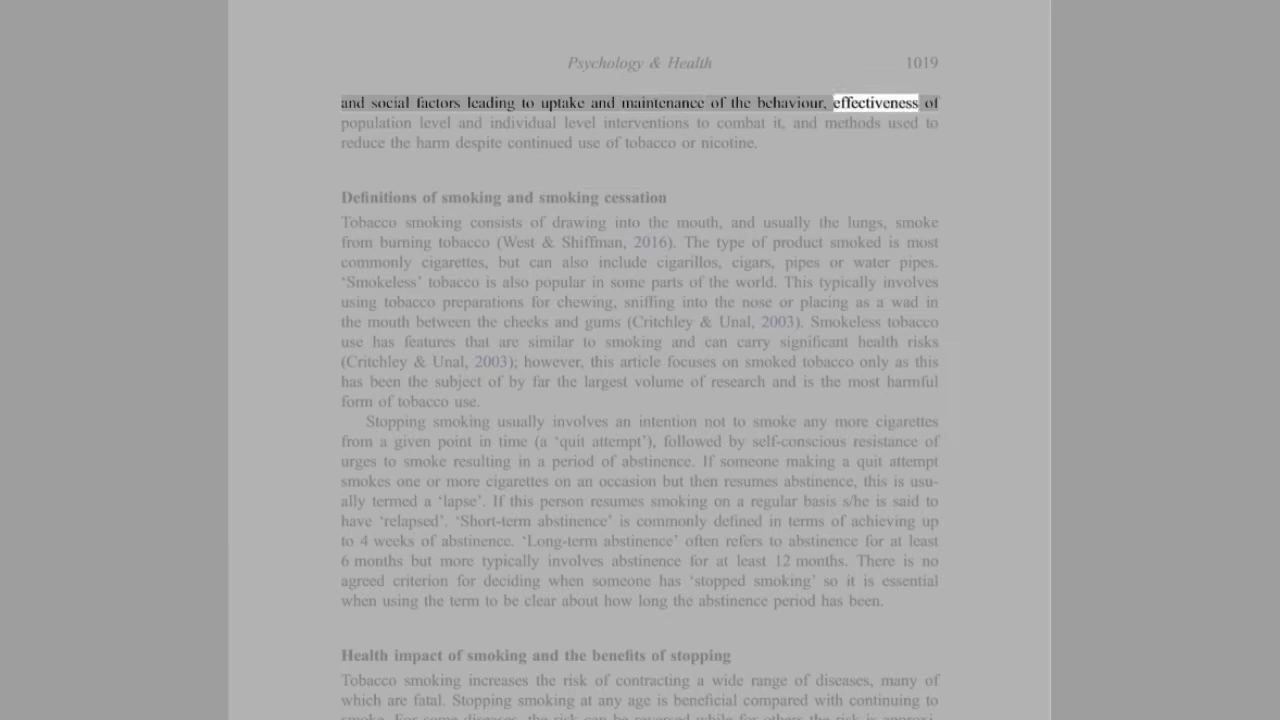 Psychology & Health 1019
and social factors leading to uptake and maintenance of the behaviour, effectiveness of
population level and individual level interventions to combat it, and methods used to
reduce the harm despite continued use of tobacco or nicotine.
Definitions of smoking and smoking cessation
Tobacco smoking consists of drawing into the mouth, and usually the lungs, smoke
from burning tobacco (West & Shiffman, 2016). The type of product smoked is most
commonly cigarettes, but can also include cigarillos, cigars, pipes or water pipes.
‘Smokeless’ tobacco is also popular in some parts of the world. This typically involves
using tobacco preparations for chewing, sniffing into the nose or placing as a wad in
the mouth between the cheeks and gums (Critchley & Unal, 2003). Smokeless tobacco
use has features that are similar to smoking and can carry significant health risks
(Critchley & Unal, 2003); however, this article focuses on smoked tobacco only as this
has been the subject of by far the largest volume of research and is the most harmful
form of tobacco use.
Stopping smoking usually involves an intention not to smoke any more cigarettes
from a given point in time (a ‘quit attempt’), followed by self-conscious resistance of
urges to smoke resulting in a period of abstinence. If someone making a quit attempt
smokes one or more cigarettes on an occasion but then resumes abstinence, this is usu-
ally termed a ‘lapse’. If this person resumes smoking on a regular basis s/he is said to
have ‘relapsed’. ‘Short-term abstinence’ is commonly defined in terms of achieving up
to 4 weeks of abstinence. ‘Long-term abstinence’ often refers to abstinence for at least
6 months but more typically involves abstinence for at least 12 months. There is no
agreed criterion for deciding when someone has ‘stopped smoking’ so it is essential
when using the term to be clear about how long the abstinence period has been.
Health impact of smoking and the benefits of stopping
Tobacco smoking increases the risk of contracting a wide range of diseases, many of
which are fatal. Stopping smoking at any age is beneficial compared with continuing to
smoke. For some diseases, the risk can be reversed while for others the risk is approxi-